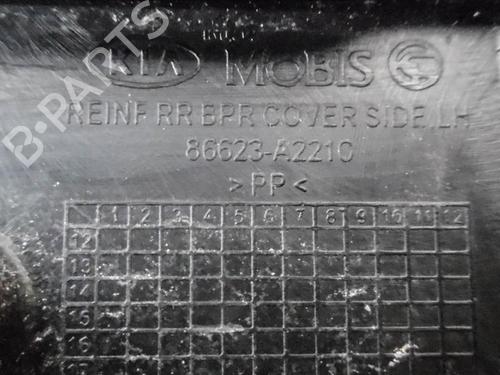 KIA MOBIS
REINF RR BPR COVER SIDE.LH
86623-A2210
>PP<
1 2 3 4 5 6 7 8 9 10 11 12
12
13
14
15
16
B-PARTS